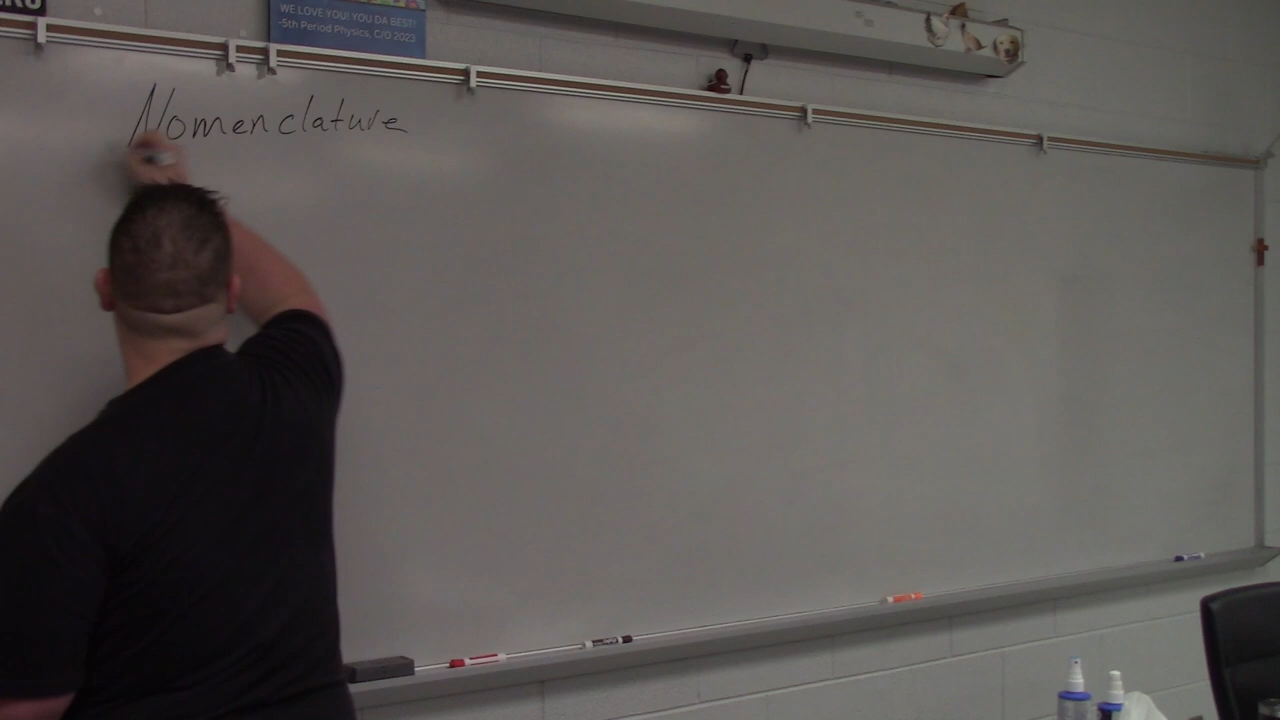 WE LOVE YOU! YOU DA BEST!
-5th Period Physics, C/O 2023
Nomenclature